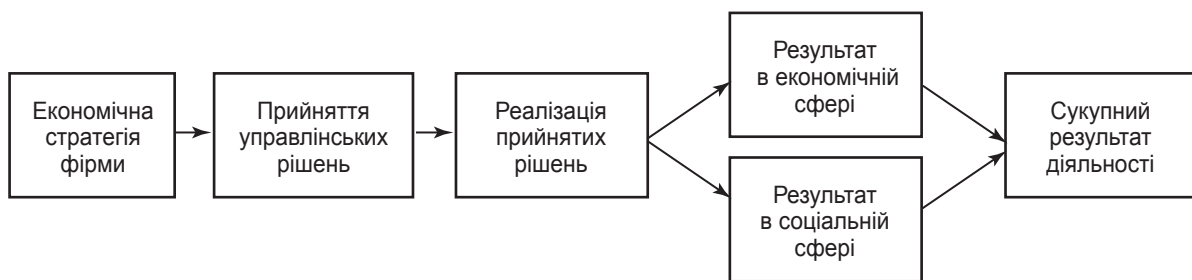 Економічна
стратегія
фірми
Прийняття
управлінських
рішень
Реалізація
прийнятих
рішень
Результат
в економічній
сфері
Результат
в соціальній
сфері
Сукупний
результат
діяльності